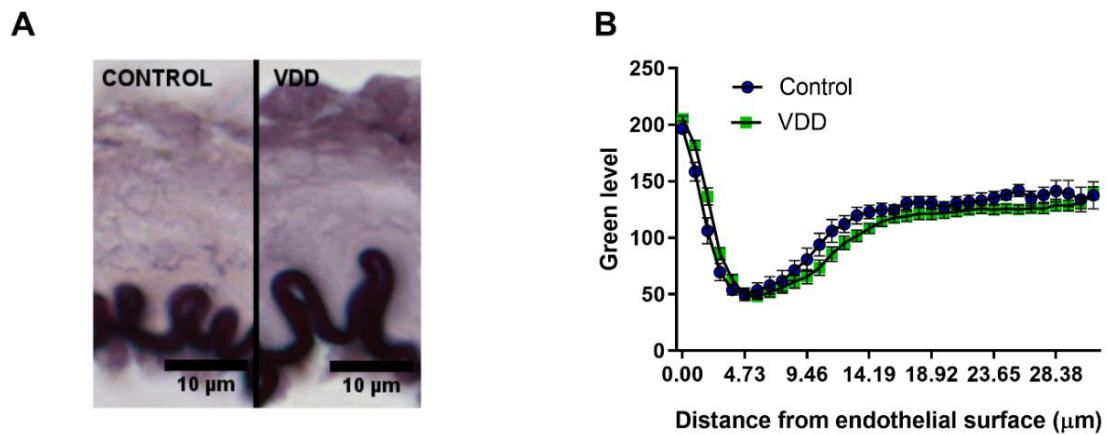 A
CONTROL
VDD
10 µm
10 µm
B
Control
VDD
250
200
150
100
50
0
Green level
0.00 4.73 9.46 14.19 18.92 23.65 28.38
Distance from endothelial surface (μm)